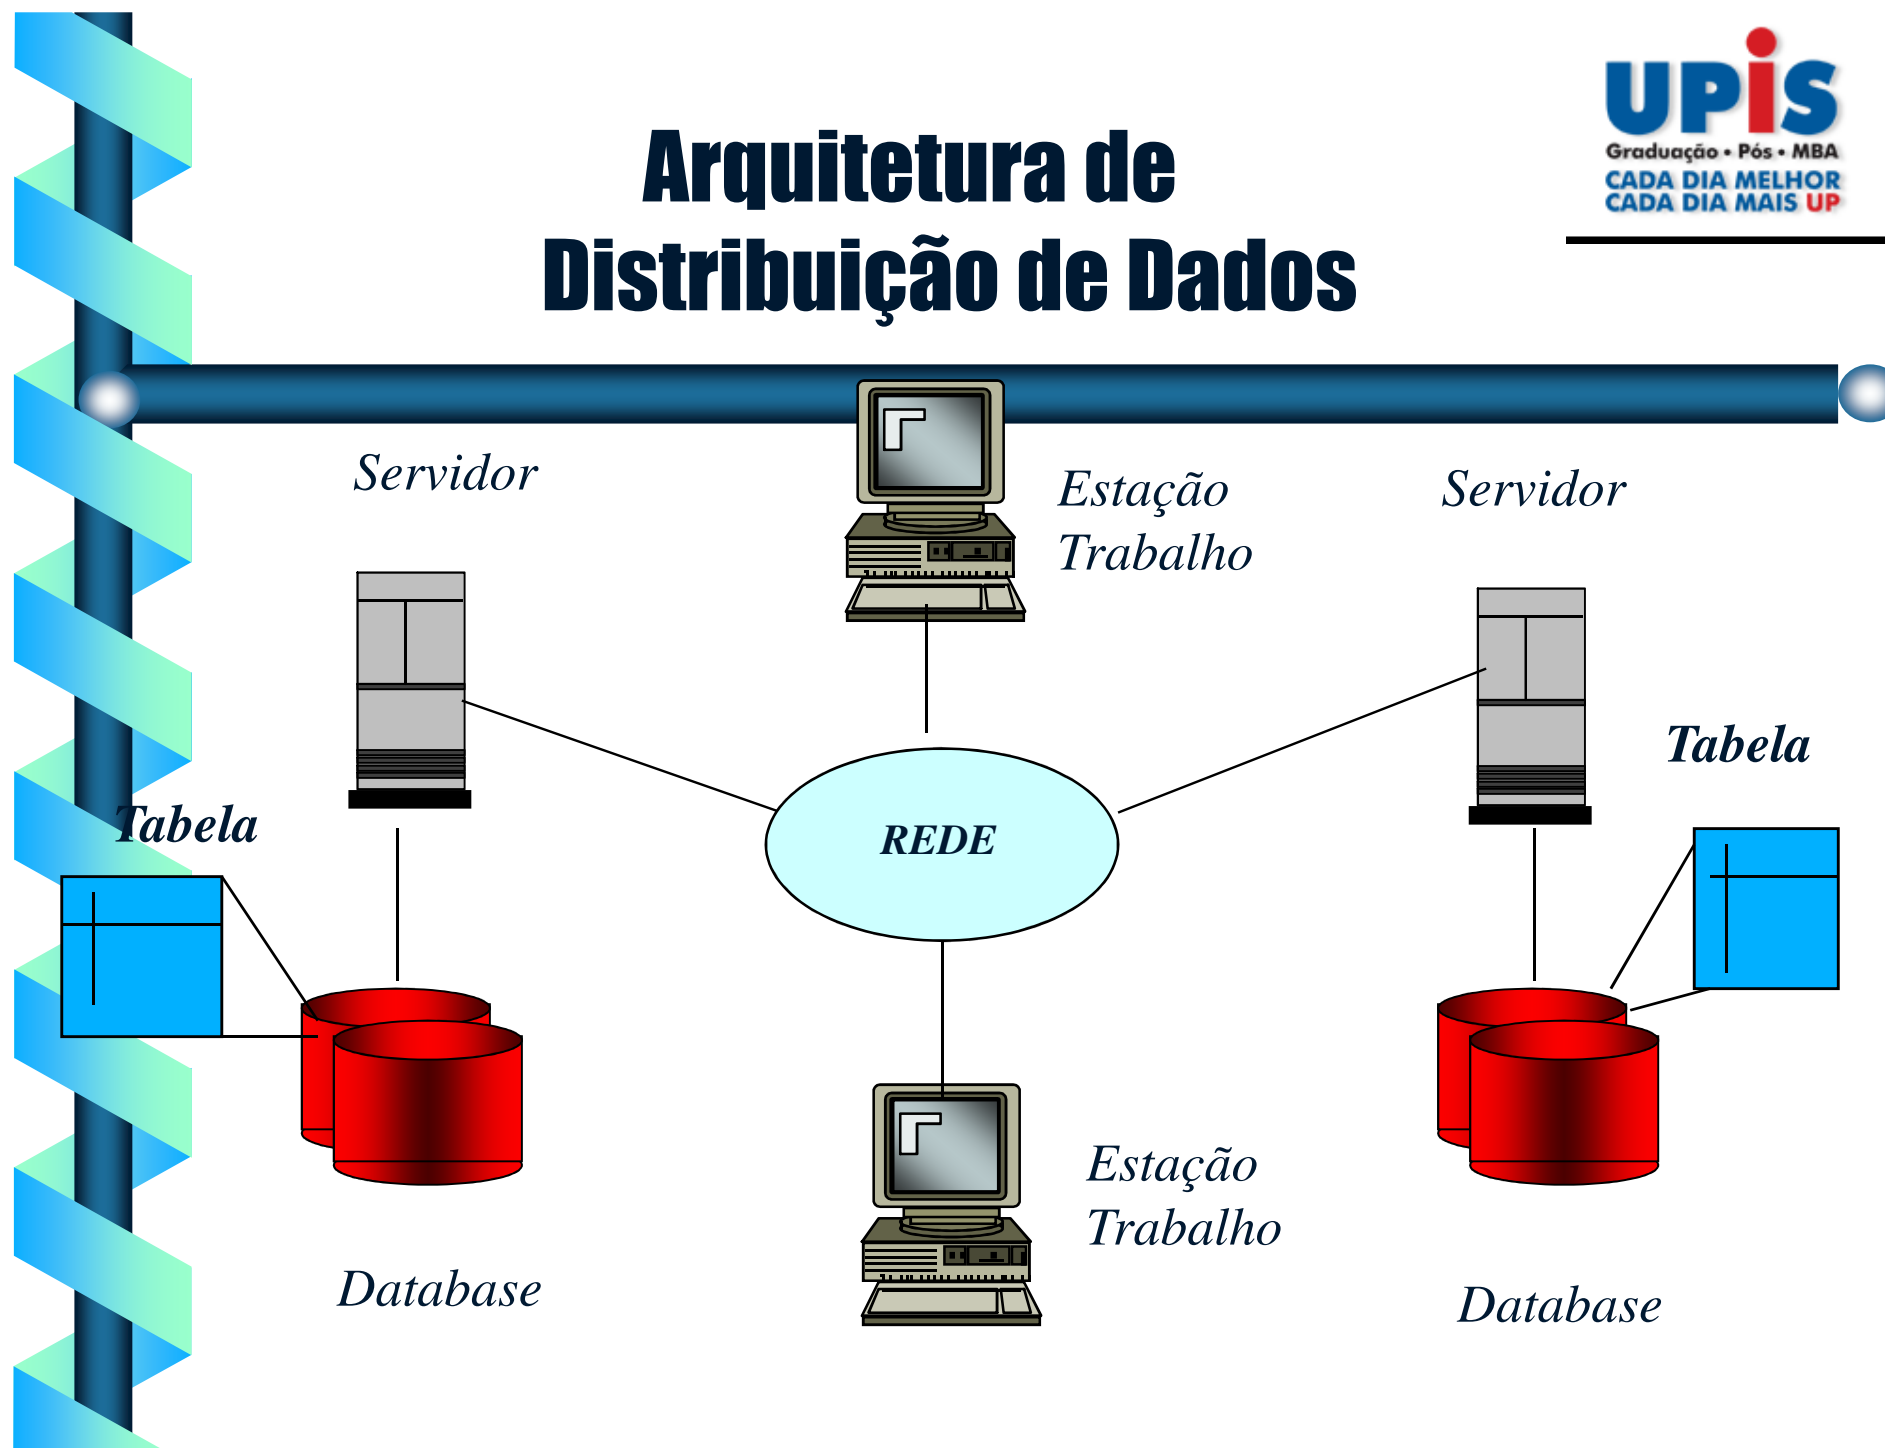 UPiS
Graduação • Pós • MBA
CADA DIA MELHOR
CADA DIA MAIS UP
Arquitetura de
Distribuição de Dados
Servidor
Estação
Trabalho
Servidor
Tabela
Tabela
REDE
Estação
Trabalho
Database
Database